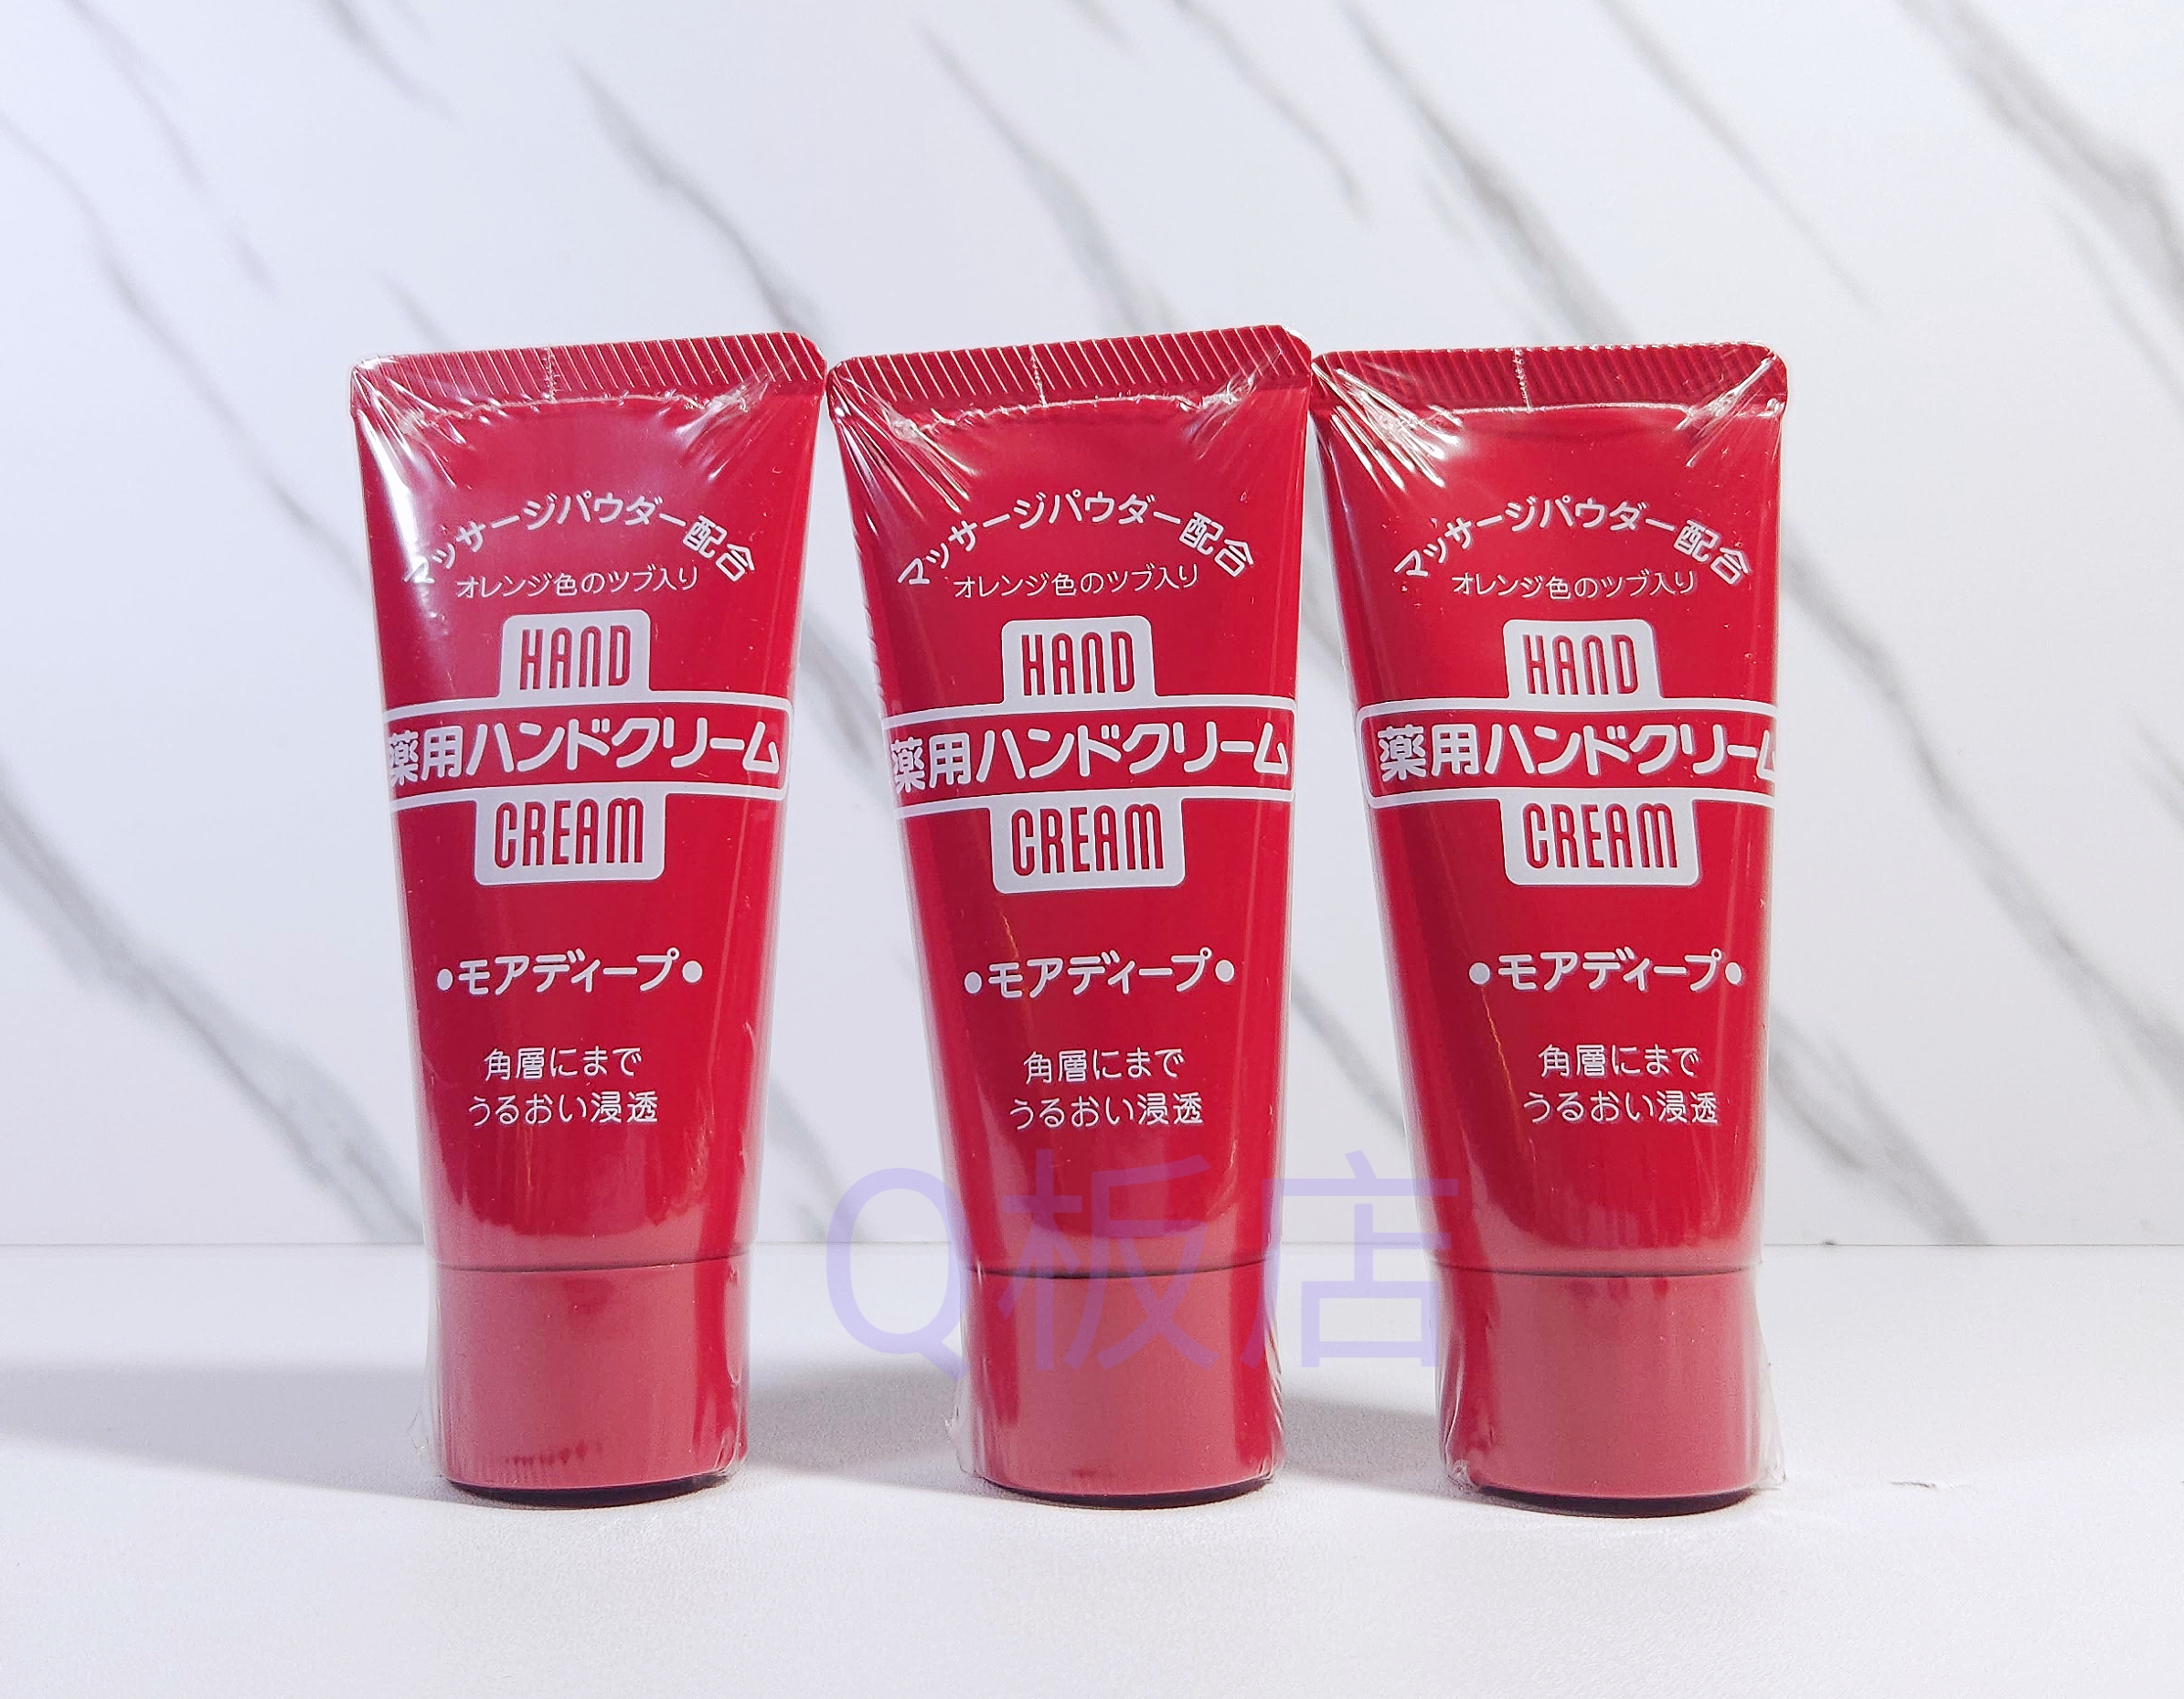 マッサージパウダー配合
オレンジ色のツブ入り
HAND
薬用ハンドクリーム
CREAM
•モアディープ•
角層にまで
うるおい浸透
マッサージパウダー配合
オレンジ色のツブ入り
HAND
薬用ハンドクリーム
CREAM
•モアディープ•
角層にまで
うるおい浸透
マッサージパウダー配合
オレンジ色のツブ入り
HAND
薬用ハンドクリーム
CREAM
•モアディープ•
角層にまで
うるおい浸透
Q板店